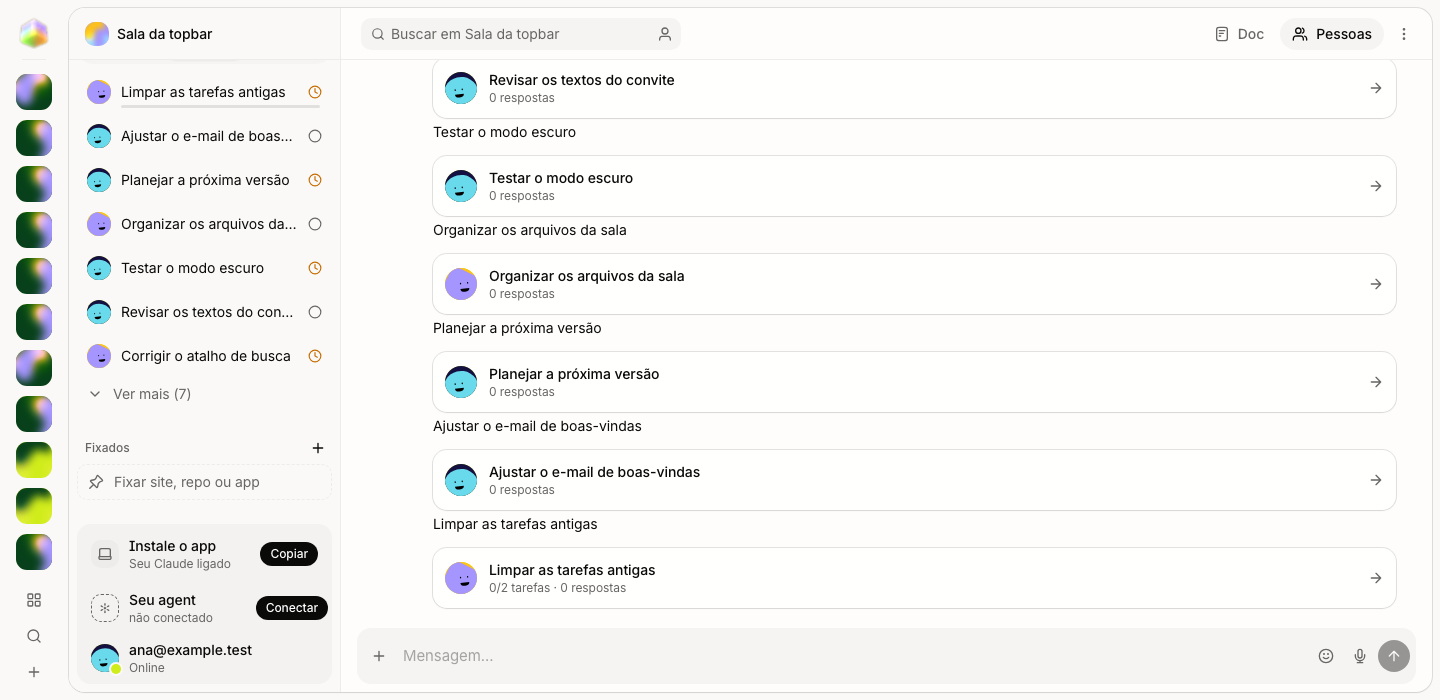 Sala da topbar
Buscar em Sala da topbar
Doc
Pessoas
Limpar as tarefas antigas
Ajustar o e-mail de boas...
Planejar a próxima versão
Organizar os arquivos da...
Testar o modo escuro
Revisar os textos do con...
Corrigir o atalho de busca
Ver mais (7)
Fixados
Fixar site, repo ou app
Instale o app
Seu Claude ligado
Copiar
Seu agent
não conectado
Conectar
ana@example.test
Online
Revisar os textos do convite
0 respostas
Testar o modo escuro
Testar o modo escuro
0 respostas
Organizar os arquivos da sala
Organizar os arquivos da sala
0 respostas
Planejar a próxima versão
Planejar a próxima versão
0 respostas
Ajustar o e-mail de boas-vindas
Ajustar o e-mail de boas-vindas
0 respostas
Limpar as tarefas antigas
Limpar as tarefas antigas
0/2 tarefas · 0 respostas
Mensagem...